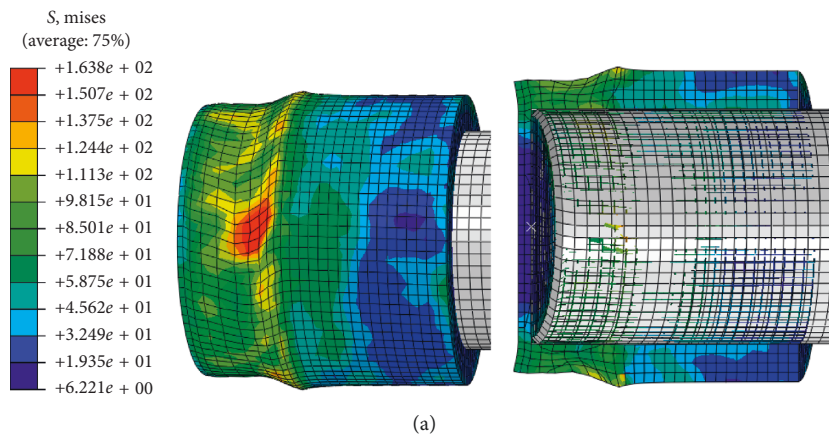 S, mises
(average: 75%)
+1.638e + 02
+1.507e + 02
+1.375e + 02
+1.244e + 02
+1.113e + 02
+9.815e + 01
+8.501e + 01
+7.188e + 01
+5.875e + 01
+4.562e + 01
+3.249e + 01
+1.935e + 01
+6.221e + 00
(a)